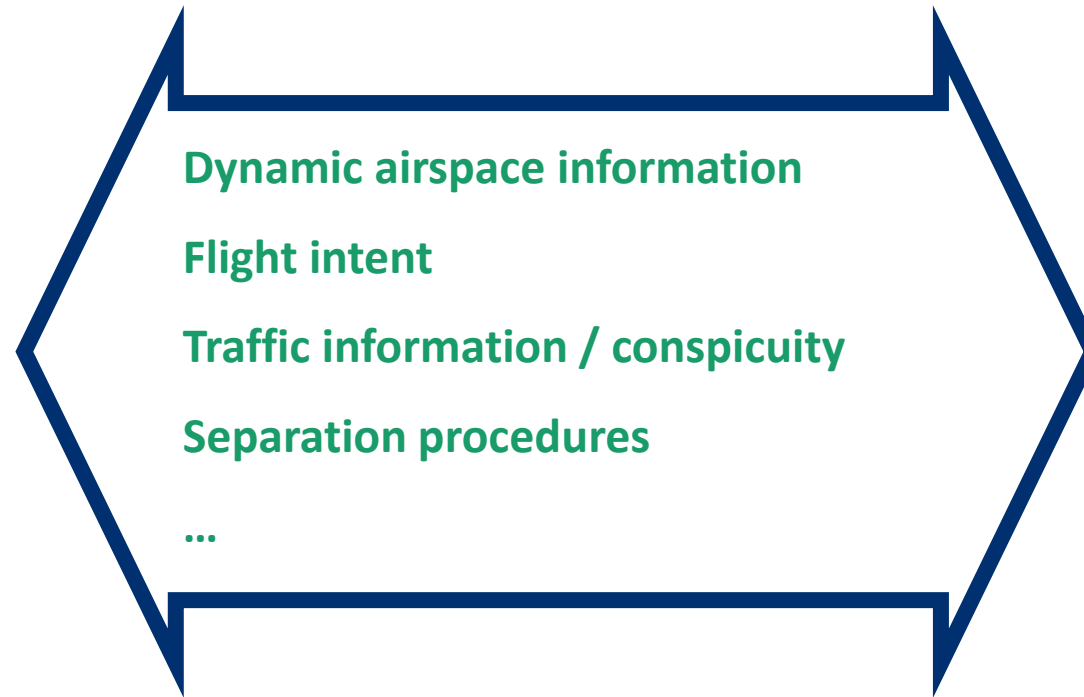 Dynamic airspace information
Flight intent
Traffic information / conspicuity
Separation procedures
…